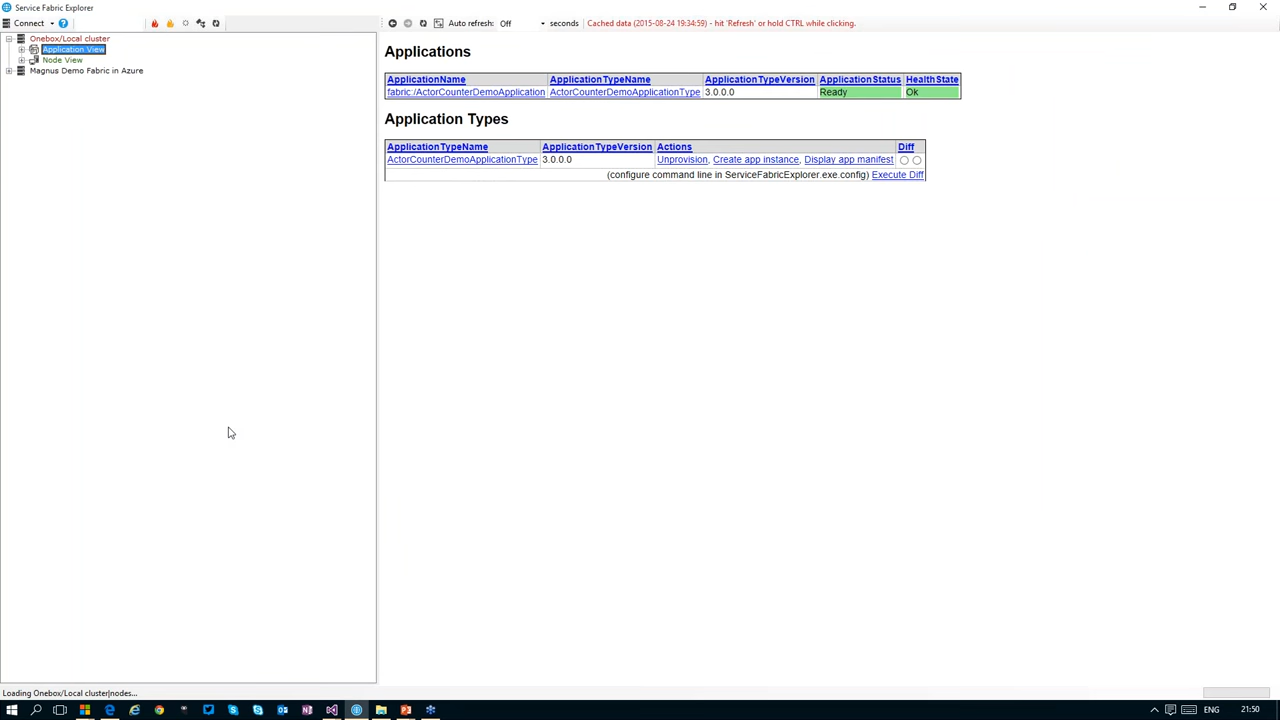 Service Fabric Explorer
Connect
Auto refresh: Off seconds Cached data (2015-08-24 19:34:59) - hit 'Refresh' or hold CTRL while clicking.
Onebox/Local cluster
Application View
Node View
Magnus Demo Fabric in Azure
Applications
ApplicationName ApplicationTypeName ApplicationTypeVersion ApplicationStatus HealthState
fabric:/ActorCounterDemoApplication ActorCounterDemoApplicationType 3.0.0.0 Ready Ok
Application Types
ApplicationTypeName ApplicationTypeVersion Actions Diff
ActorCounterDemoApplicationType 3.0.0.0 Unprovision, Create app instance, Display app manifest
(configure command line in ServiceFabricExplorer.exe.config) Execute Diff
Loading Onebox/Local cluster|nodes...
ENG 21:50